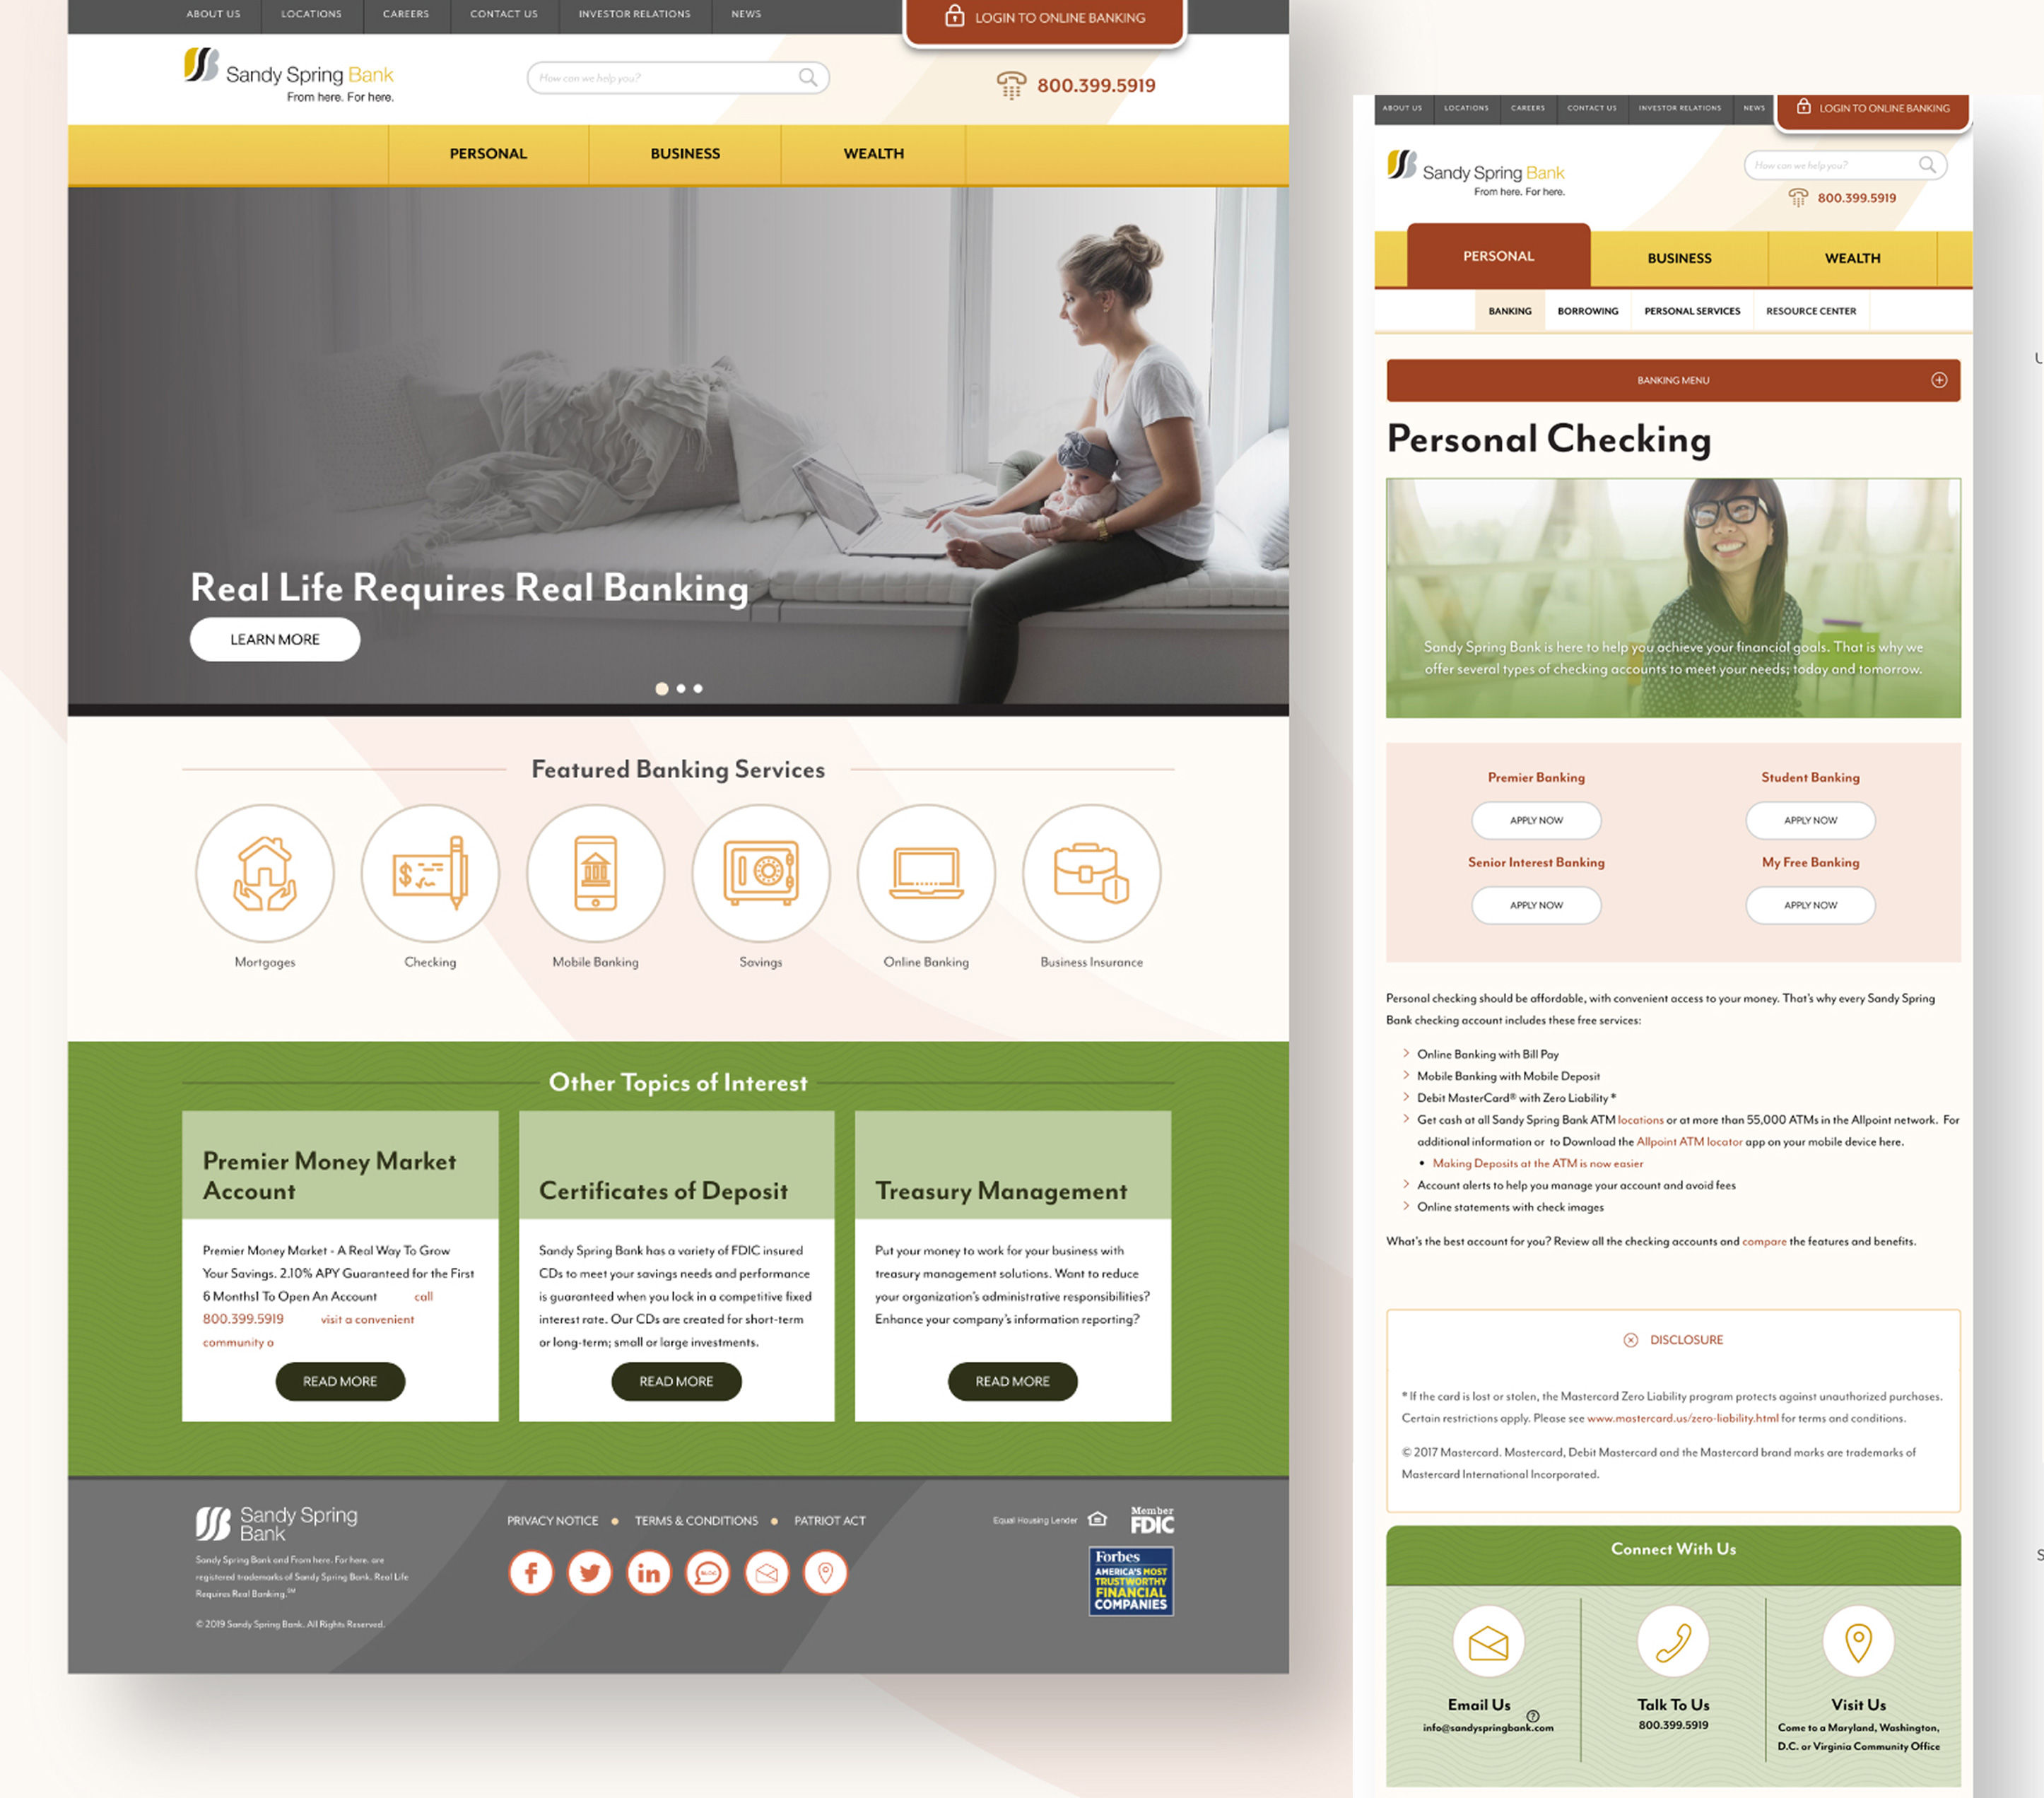 ABOUT US
LOCATIONS
CAREERS
CONTACT US
INVESTOR RELATIONS
NEWS
LOGIN TO ONLINE BANKING
Sandy Spring Bank
From here. For here.
How can we help you?
800.399.5919
PERSONAL
BUSINESS
WEALTH
Real Life Requires Real Banking
LEARN MORE
Featured Banking Services
Mortgages
Checking
Mobile Banking
Savings
Online Banking
Business Insurance
Other Topics of Interest
Premier Money Market
Account
Premier Money Market - A Real Way To Grow
Your Savings. 2.10% APY Guaranteed for the First
6 Months! To Open An Account call
800.399.5919 visit a convenient
community o
READ MORE
Certificates of Deposit
Sandy Spring Bank has a variety of FDIC insured
CDs to meet your savings needs and performance
is guaranteed when you lock in a competitive fixed
interest rate. Our CDs are created for short-term
or long-term; small or large investments.
READ MORE
Treasury Management
Put your money to work for your business with
treasury management solutions. Want to reduce
your organization's administrative responsibilities?
Enhance your company's information reporting?
READ MORE
Sandy Spring
Bank
Sandy Spring Bank and From here. For here. are
registered trademarks of Sandy Spring Bank. Real Life
Requires Real Banking.℠
© 2019 Sandy Spring Bank. All Rights Reserved.
PRIVACY NOTICE
TERMS & CONDITIONS
PATRIOT ACT
BLOG
Equal Housing Lender
Member
FDIC
Forbes
AMERICA'S MOST
TRUSTWORTHY
FINANCIAL
COMPANIES
ABOUT US
LOCATIONS
CAREERS
CONTACT US
INVESTOR RELATIONS
NEWS
LOGIN TO ONLINE BANKING
Sandy Spring Bank
From here. For here.
How can we help you?
800.399.5919
PERSONAL
BUSINESS
WEALTH
BANKING
BORROWING
PERSONAL SERVICES
RESOURCE CENTER
BANKING MENU
Personal Checking
Sandy Spring Bank is here to help you achieve your financial goals. That is why we
offer several types of checking accounts to meet your needs; today and tomorrow.
Premier Banking
APPLY NOW
Student Banking
APPLY NOW
Senior Interest Banking
APPLY NOW
My Free Banking
APPLY NOW
Personal checking should be affordable, with convenient access to your money. That's why every Sandy Spring
Bank checking account includes these free services:
Online Banking with Bill Pay
Mobile Banking with Mobile Deposit
Debit MasterCard® with Zero Liability *
Get cash at all Sandy Spring Bank ATM locations or at more than 55,000 ATMs in the Allpoint network. For
additional information or to Download the Allpoint ATM locator app on your mobile device here.
• Making Deposits at the ATM is now easier
Account alerts to help you manage your account and avoid fees
Online statements with check images
What's the best account for you? Review all the checking accounts and compare the features and benefits.
DISCLOSURE
* If the card is lost or stolen, the Mastercard Zero Liability program protects against unauthorized purchases.
Certain restrictions apply. Please see www.mastercard.us/zero-liability.html for terms and conditions.
© 2017 Mastercard. Mastercard, Debit Mastercard and the Mastercard brand marks are trademarks of
Mastercard International Incorporated.
Connect With Us
Email Us
info@sandyspringbank.com
Talk To Us
800.399.5919
Visit Us
Come to a Maryland, Washington,
D.C. or Virginia Community Office